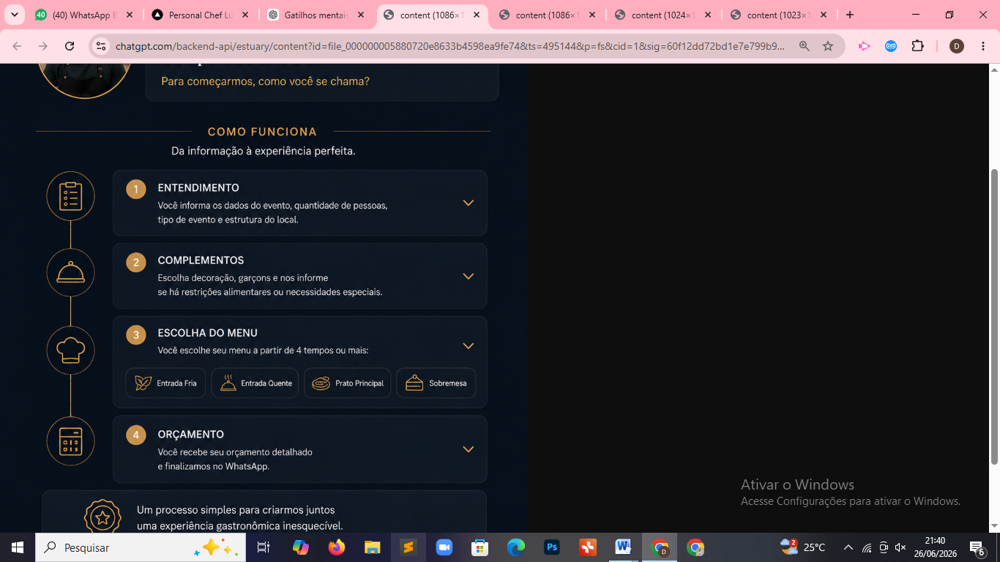 40
(40) WhatsApp B
Personal Chef Lu
Gatilhos mentais
content (1086×1
content (1086×1
content (1024×1
content (1023×1
chatgpt.com/backend-api/estuary/content?id=file_000000005880720e8633b4598ea9fe74&ts=495144&p=fs&cid=1&sig=60f12dd72bd1e7e799b9...
D
Para começarmos, como você se chama?
COMO FUNCIONA
Da informação à experiência perfeita.
1
ENTENDIMENTO
Você informa os dados do evento, quantidade de pessoas,
tipo de evento e estrutura do local.
2
COMPLEMENTOS
Escolha decoração, garçons e nos informe
se há restrições alimentares ou necessidades especiais.
3
ESCOLHA DO MENU
Você escolhe seu menu a partir de 4 tempos ou mais:
Entrada Fria
Entrada Quente
Prato Principal
Sobremesa
4
ORÇAMENTO
Você recebe seu orçamento detalhado
e finalizamos no WhatsApp.
Um processo simples para criarmos juntos
uma experiência gastronômica inesquecível.
Ativar o Windows
Acesse Configurações para ativar o Windows.
Pesquisar
Ps
W
D
2
25°C
21:40
26/06/2026
6